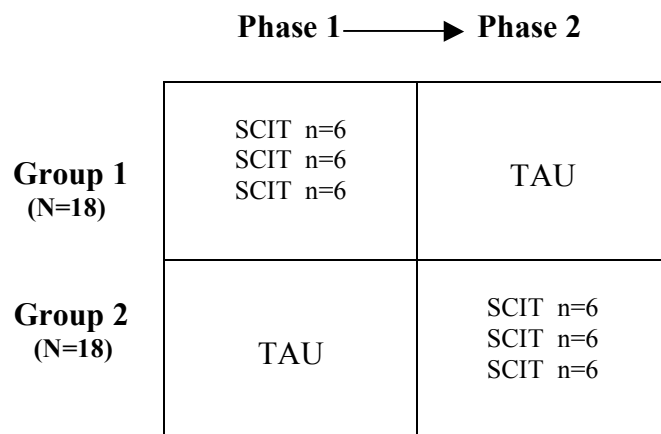 Phase 1 Phase 2
SCIT n=6
SCIT n=6
SCIT n=6
Group 1
(N=18)
TAU
Group 2
(N=18)
TAU
SCIT n=6
SCIT n=6
SCIT n=6